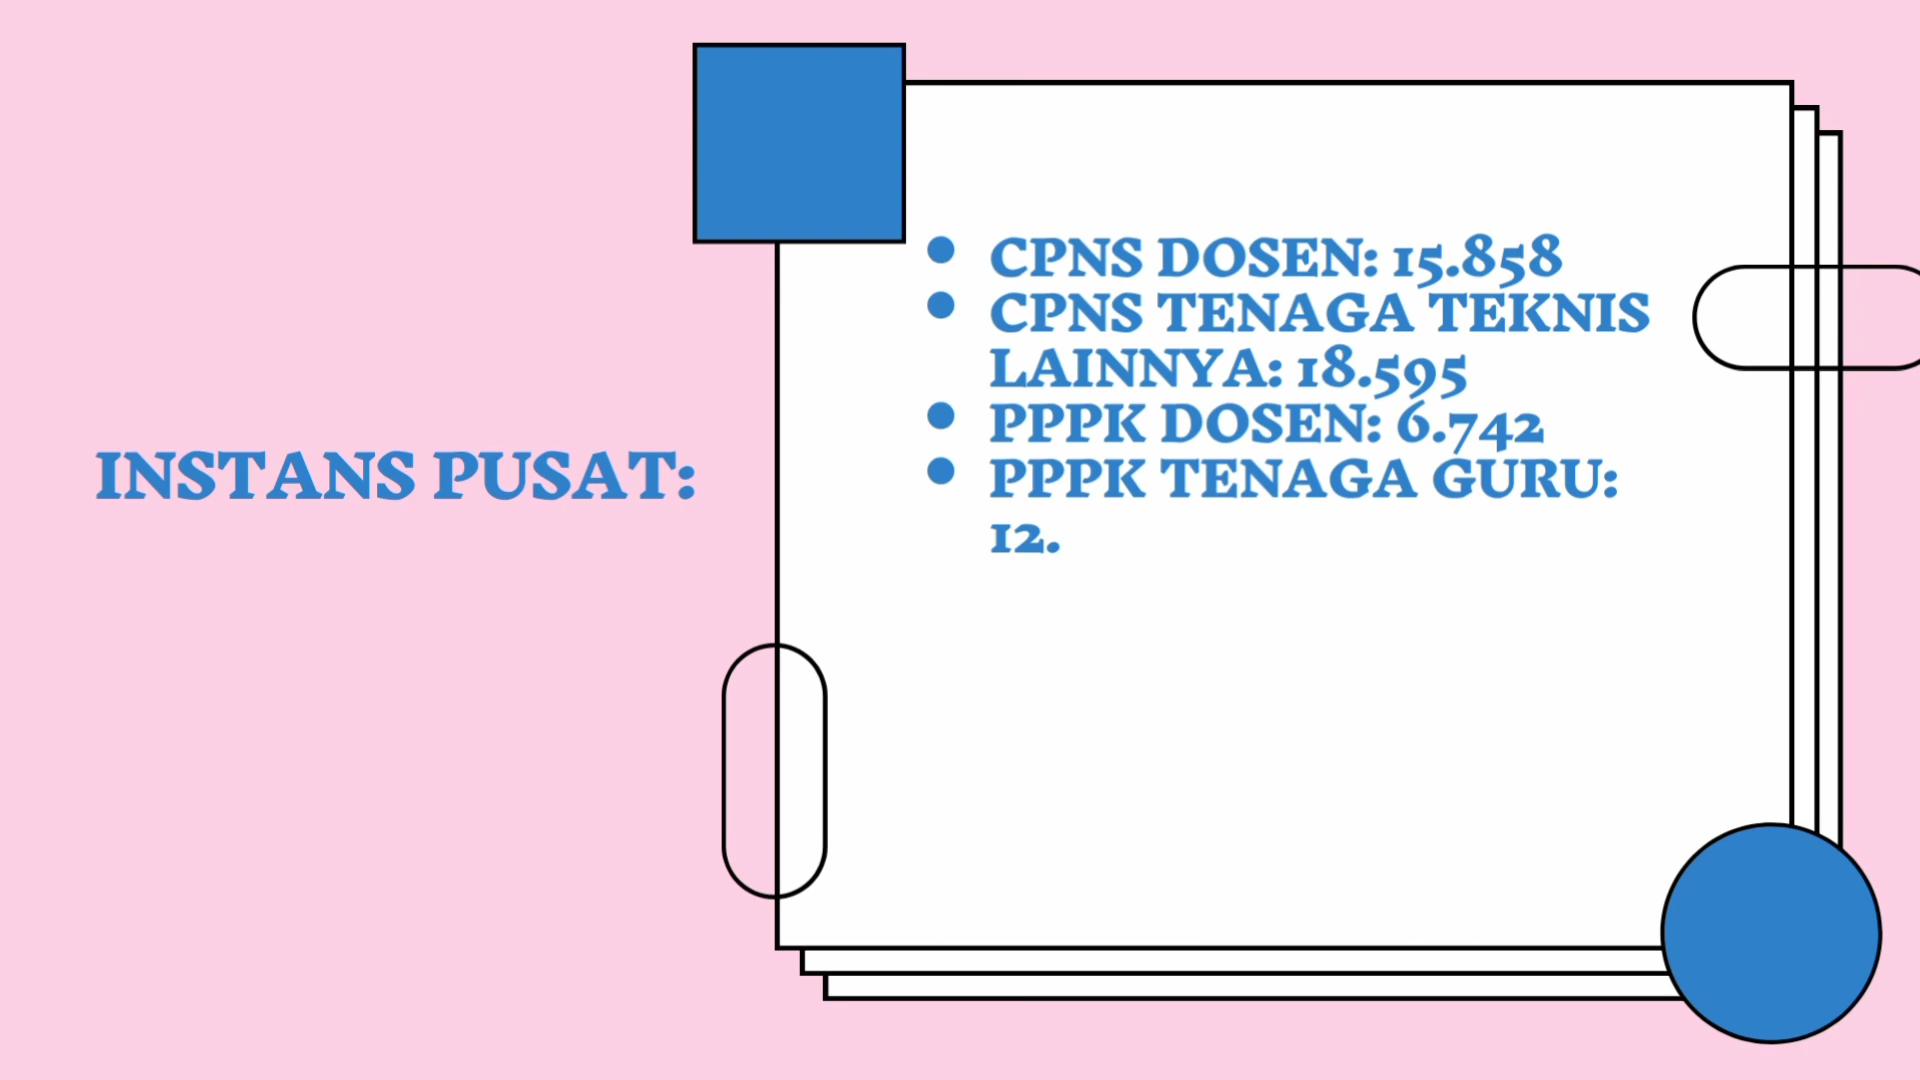 INSTANS PUSAT:
• CPNS DOSEN: 15.858
• CPNS TENAGA TEKNIS
LAINNYA: 18.595
• PPPK DOSEN: 6.742
• PPPK TENAGA GURU:
12.